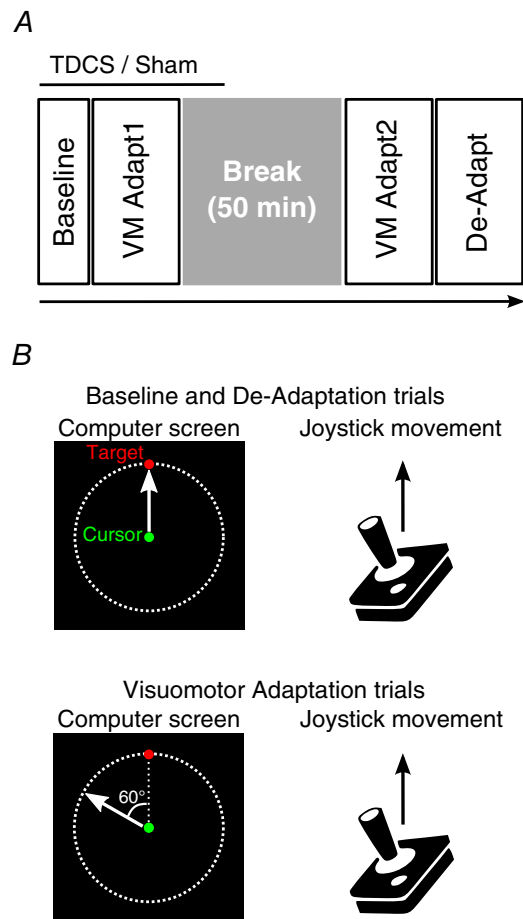 A
TDCS / Sham
Baseline
VM Adapt1
Break
(50 min)
VM Adapt2
De-Adapt
B
Baseline and De-Adaptation trials
Computer screen
Joystick movement
Target
Cursor
Visuomotor Adaptation trials
Computer screen
Joystick movement
60°